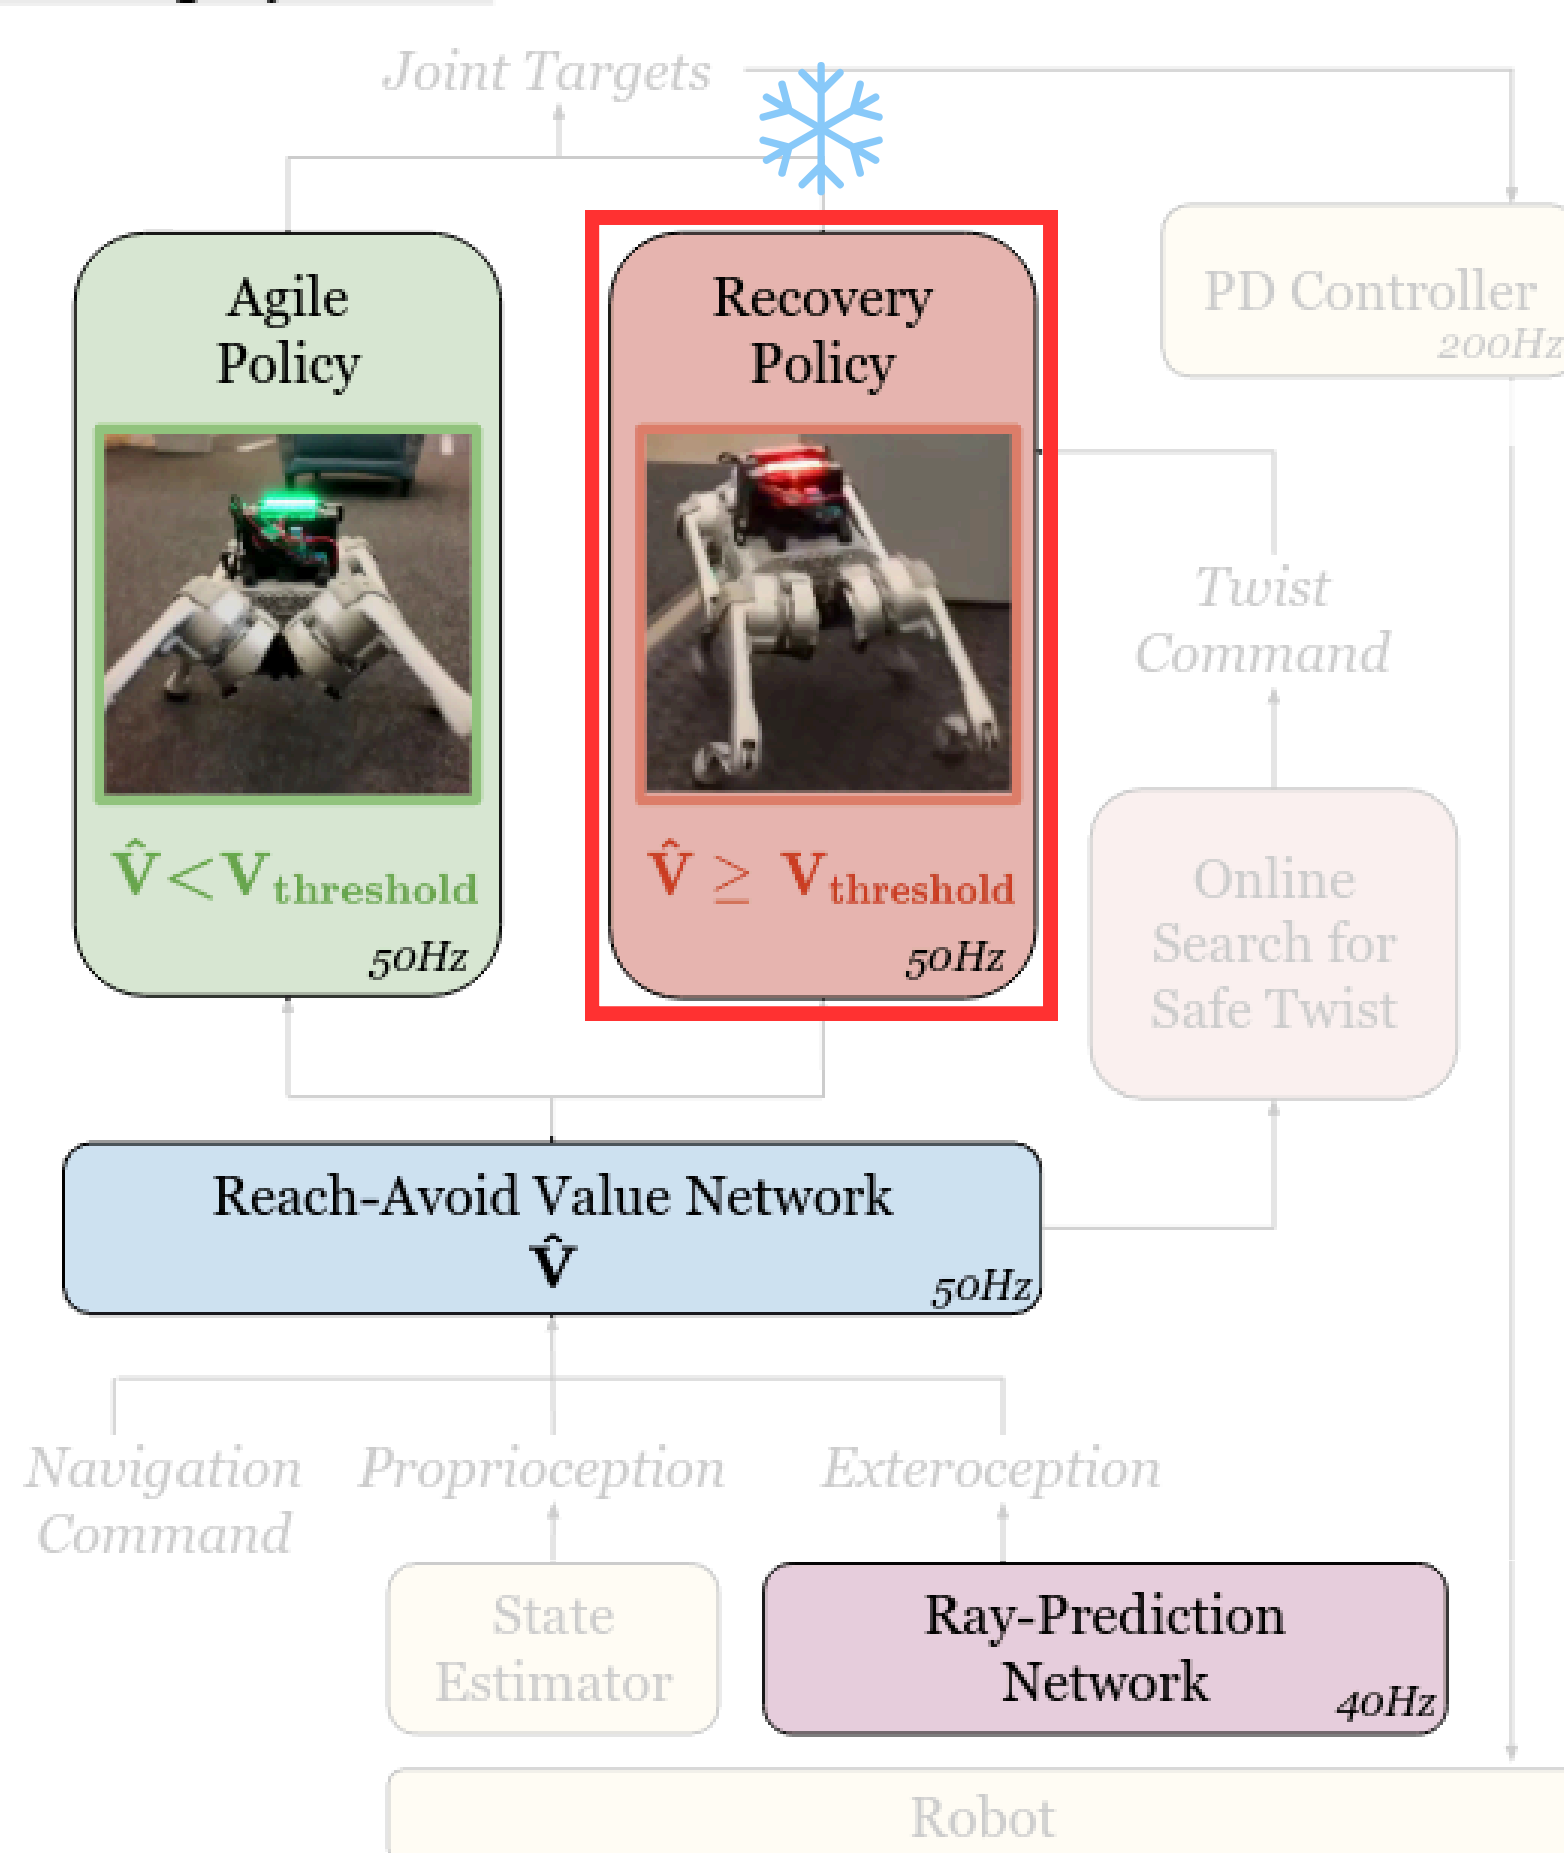 Joint Targets
Agile
Policy
V̂<V threshold
50Hz
Recovery
Policy
V̂ ≥ V threshold
50Hz
PD Controller
200Hz
Twist
Command
Online
Search for
Safe Twist
Reach-Avoid Value Network
V̂
50Hz
Navigation
Command
Proprioception
Exteroception
State
Estimator
Ray-Prediction
Network
40Hz
Robot